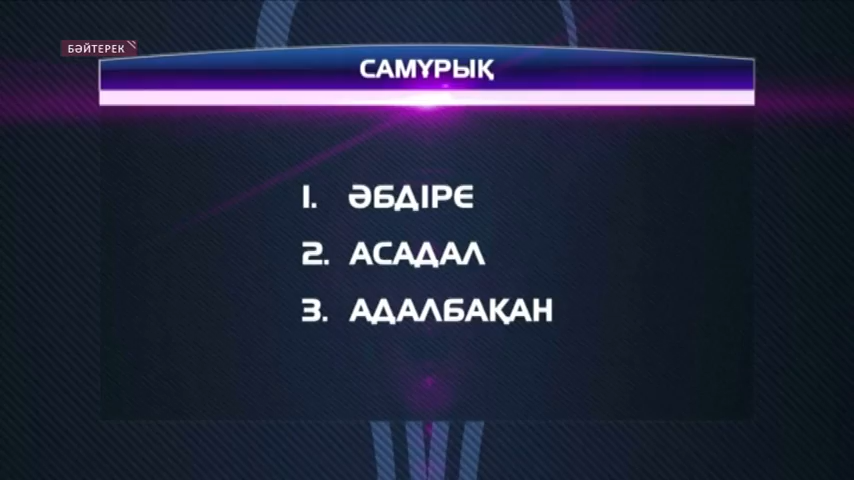 БӘЙТЕРЕК
САМҰРЫҚ
1. ӘБДІРЕ
2. АСАДАЛ
3. АДАЛБАҚАН